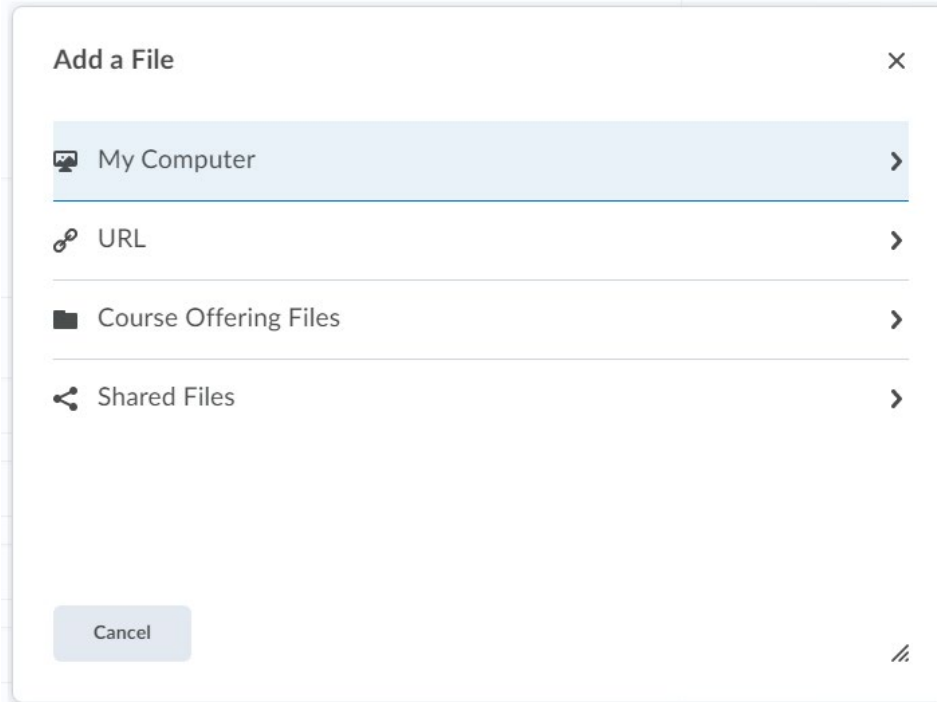 Add a File
My Computer
URL
Course Offering Files
Shared Files
Cancel